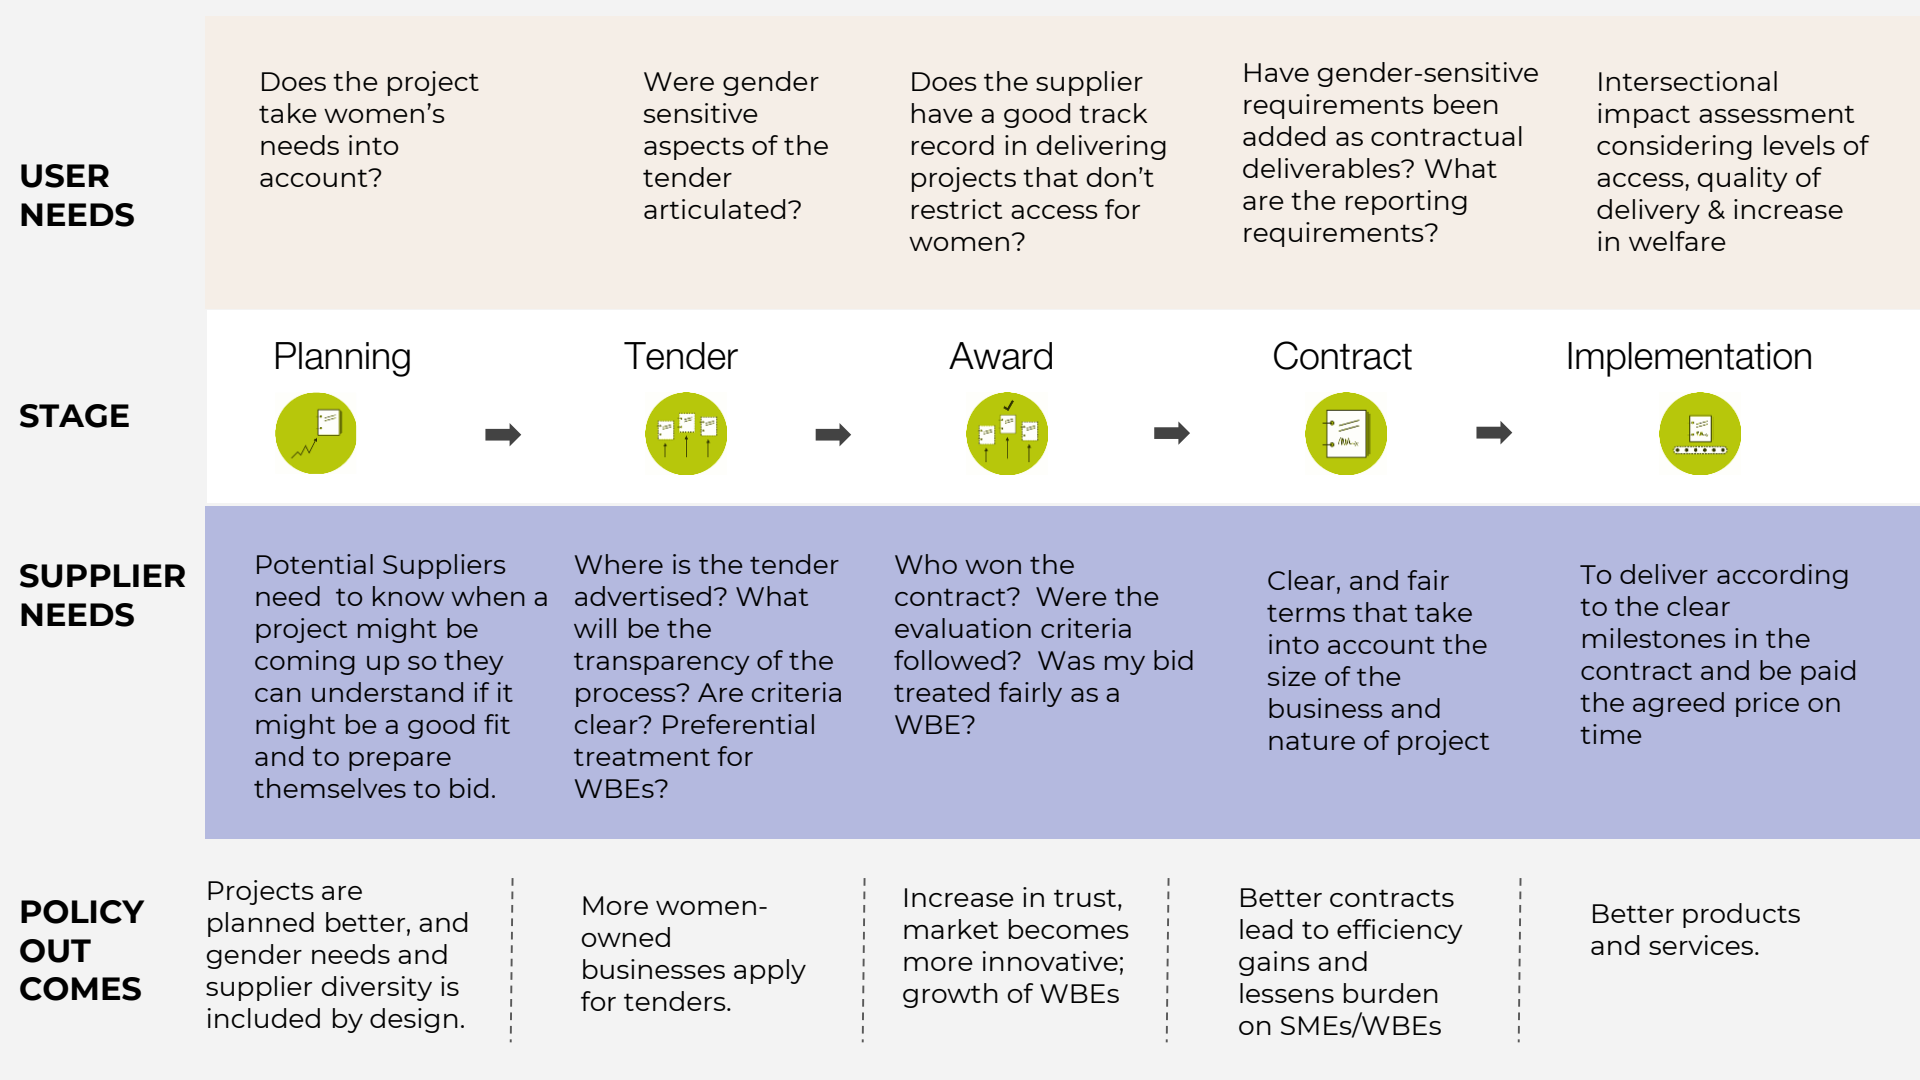 USER
NEEDS
Does the project
take women’s
needs into
account?
Were gender
sensitive
aspects of the
tender
articulated?
Does the supplier
have a good track
record in delivering
projects that don’t
restrict access for
women?
Have gender-sensitive
requirements been
added as contractual
deliverables? What
are the reporting
requirements?
Intersectional
impact assessment
considering levels of
access, quality of
delivery & increase
in welfare
STAGE
Planning
Tender
Award
Contract
Implementation
SUPPLIER
NEEDS
Potential Suppliers
need  to know when a
project might be
coming up so they
can understand if it
might be a good fit
and to prepare
themselves to bid.
Where is the tender
advertised? What
will be the
transparency of the
process? Are criteria
clear? Preferential
treatment for
WBEs?
Who won the
contract?  Were the
evaluation criteria
followed?  Was my bid
treated fairly as a
WBE?
Clear, and fair
terms that take
into account the
size of the
business and
nature of project
To deliver according
to the clear
milestones in the
contract and be paid
the agreed price on
time
POLICY
OUT
COMES
Projects are
planned better, and
gender needs and
supplier diversity is
included by design.
More women-
owned
businesses apply
for tenders.
Increase in trust,
market becomes
more innovative;
growth of WBEs
Better contracts
lead to efficiency
gains and
lessens burden
on SMEs/WBEs
Better products
and services.